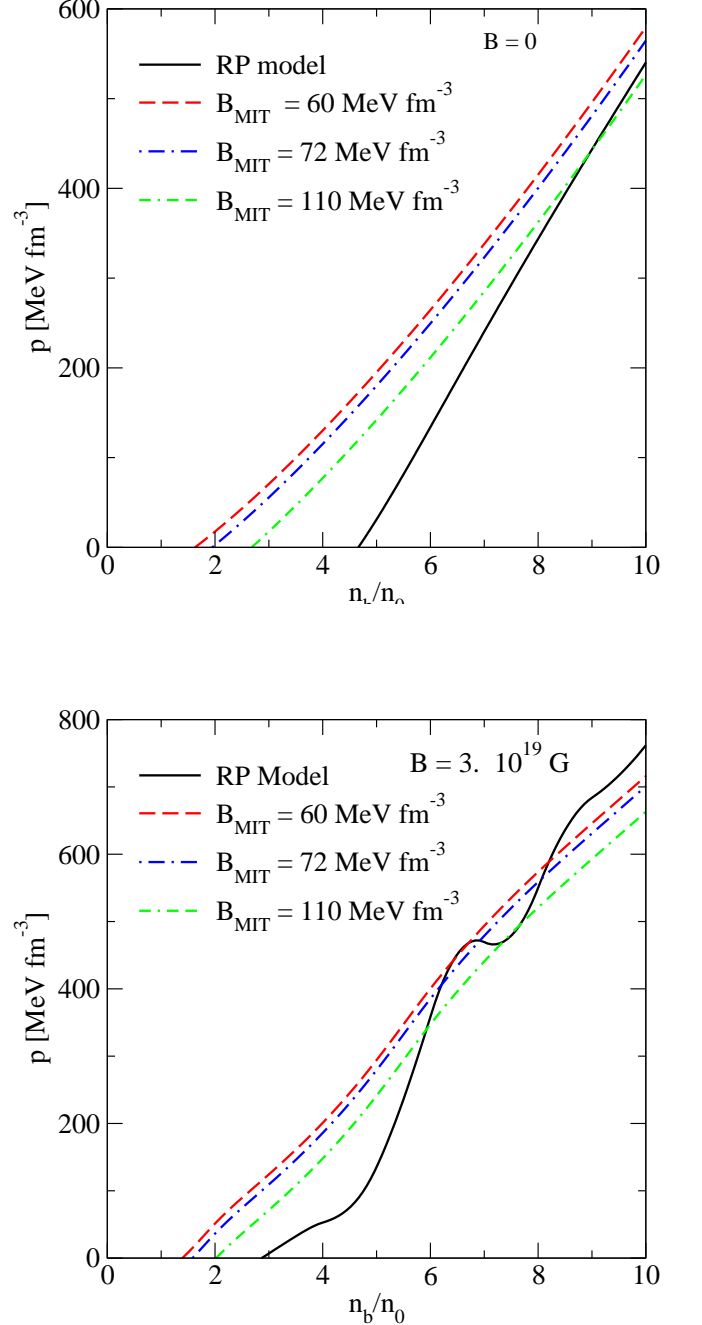 600
B = 0
RP model
B_MIT = 60 MeV fm^-3
B_MIT = 72 MeV fm^-3
B_MIT = 110 MeV fm^-3
400
p [MeV fm^-3]
200
0
0 2 4 6 8 10
n_b/n_0
800
B = 3. 10^19 G
RP Model
B_MIT = 60 MeV fm^-3
B_MIT = 72 MeV fm^-3
B_MIT = 110 MeV fm^-3
600
400
p [MeV fm^-3]
200
0
0 2 4 6 8 10
n_b/n_0